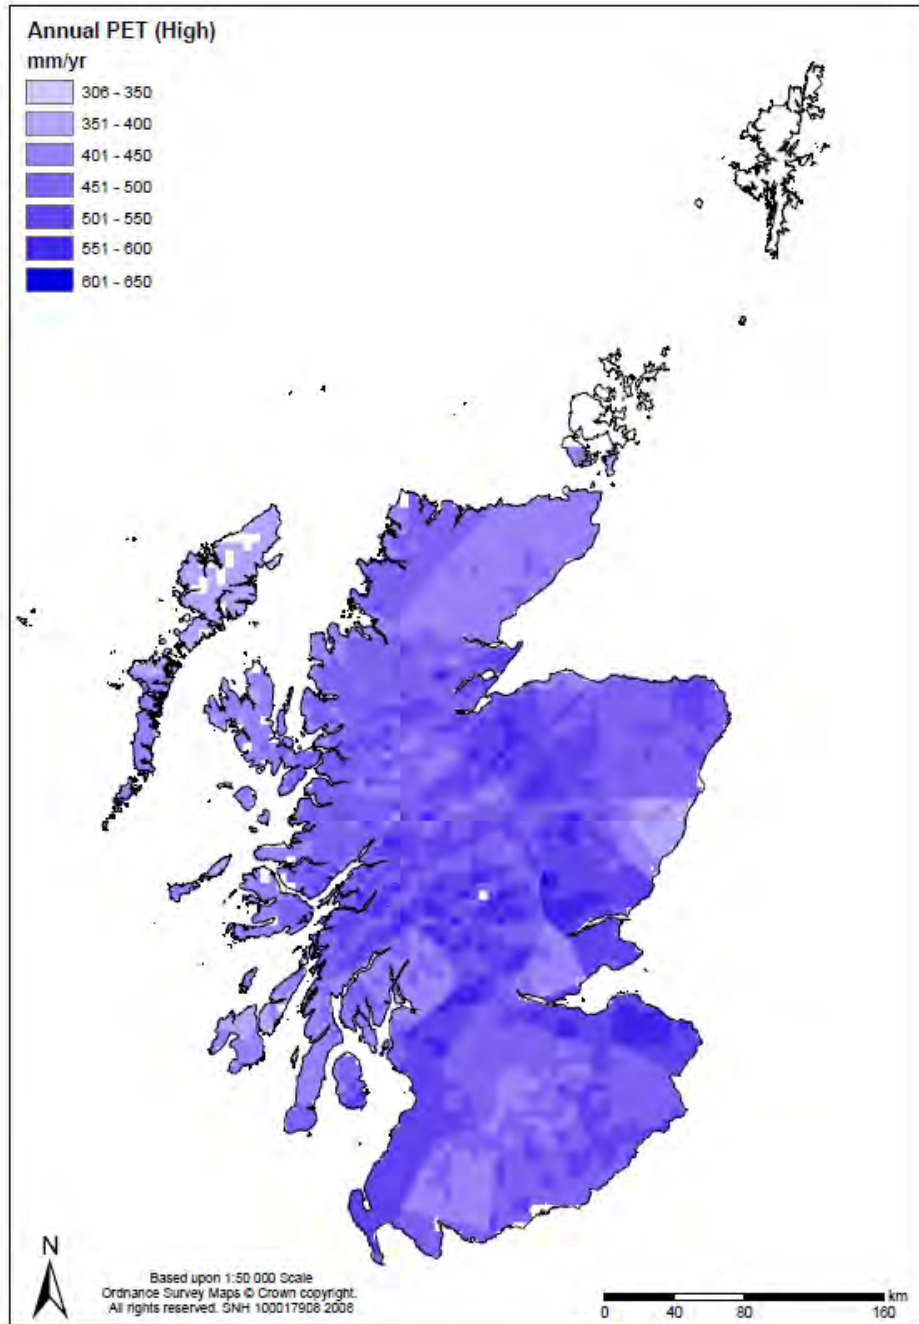 Annual PET (High)
mm/yr
306 - 350
351 - 400
401 - 450
451 - 500
501 - 550
551 - 600
601 - 650
N
Based upon 1:50 000 Scale
Ordnance Survey Maps © Crown copyright.
All rights reserved. SNH 100017908 2008
km
0 40 80 160